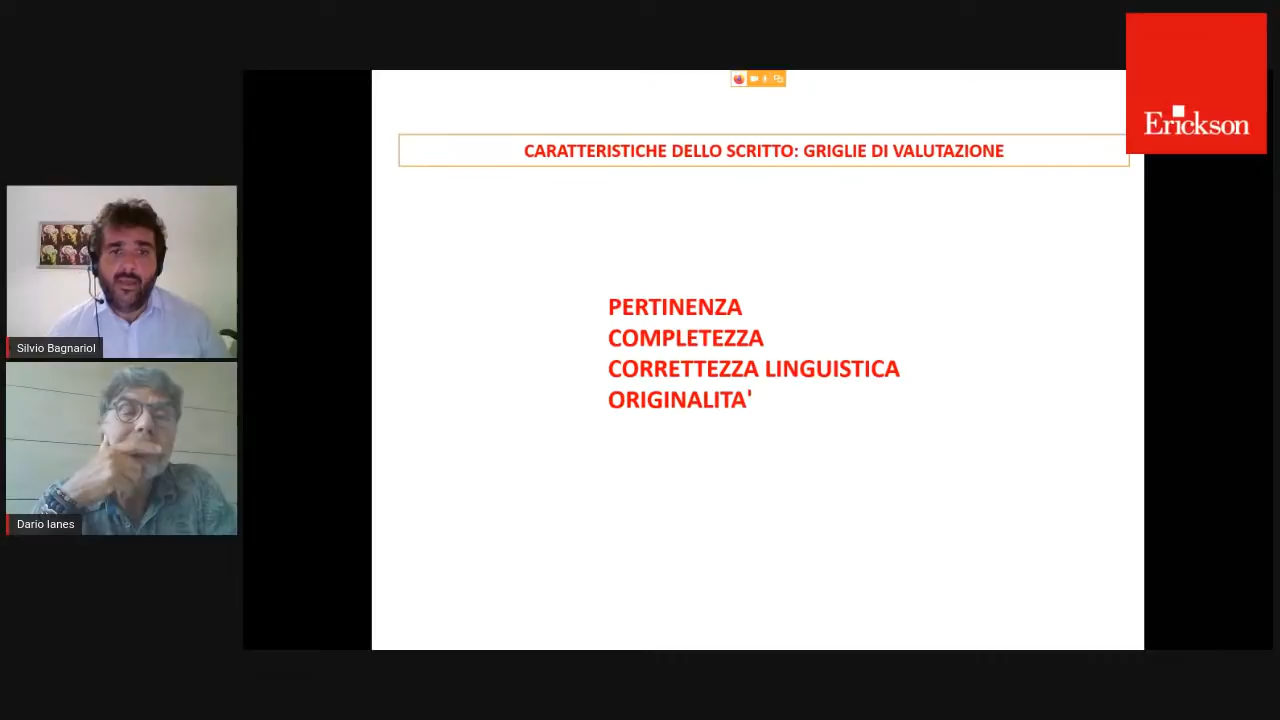 Erickson
CARATTERISTICHE DELLO SCRITTO: GRIGLIE DI VALUTAZIONE
Silvio Bagnariol
Dario Ianes
PERTINENZA
COMPLETEZZA
CORRETTEZZA LINGUISTICA
ORIGINALITA'